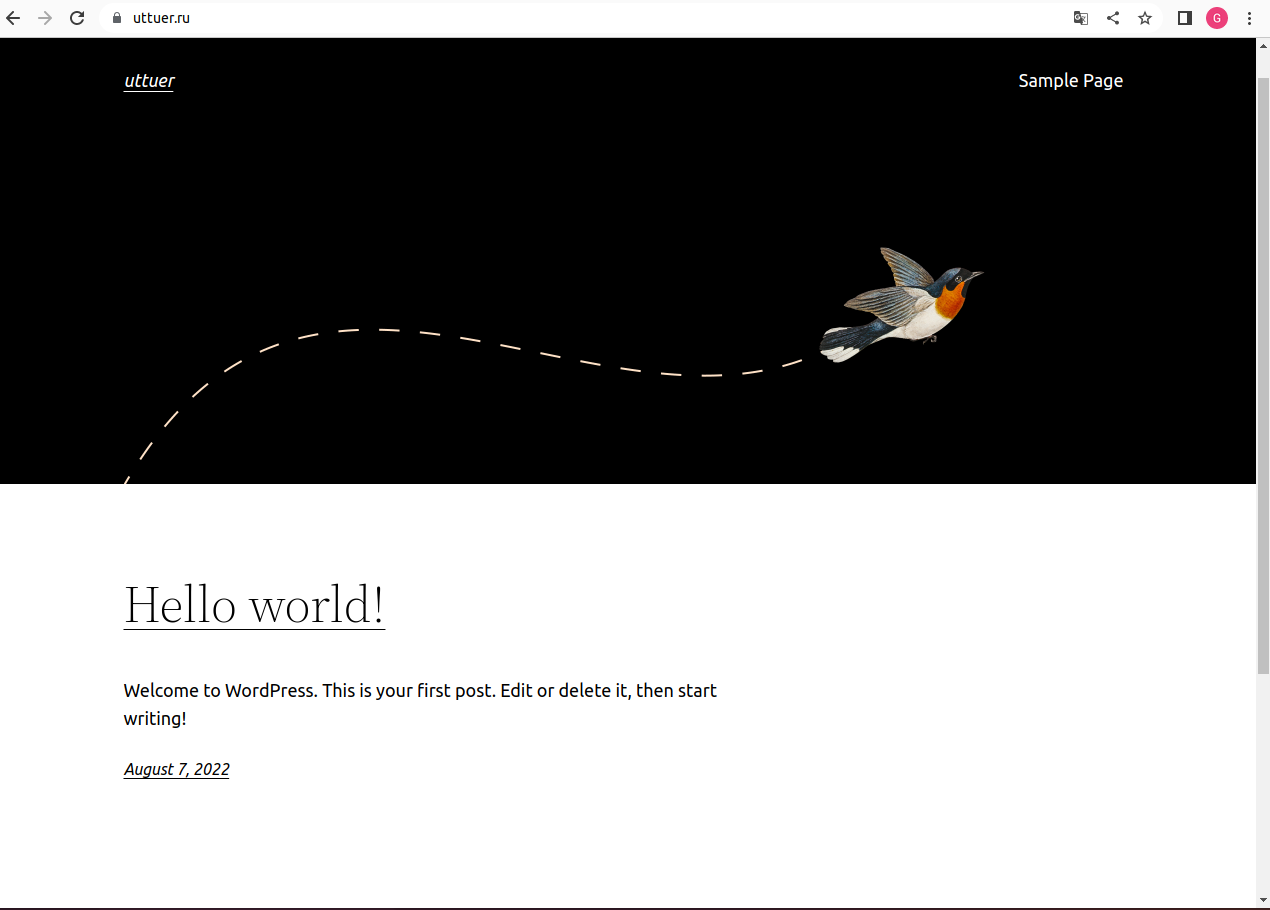 uttuer.ru
G
uttuer
Sample Page
Hello world!
Welcome to WordPress. This is your first post. Edit or delete it, then start
writing!
August 7, 2022